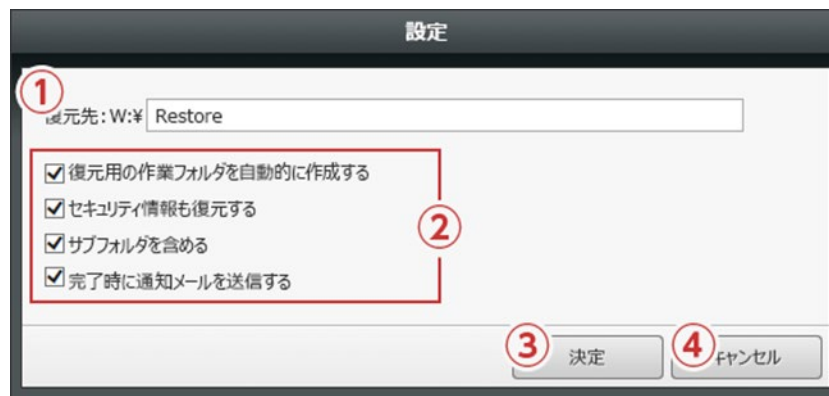 設定
①
元先:W:¥ Restore
復元用の作業フォルダを自動的に作成する
セキュリティ情報も復元する
サブフォルダを含める
②
完了時に通知メールを送信する
③ 決定 ④ キャンセル